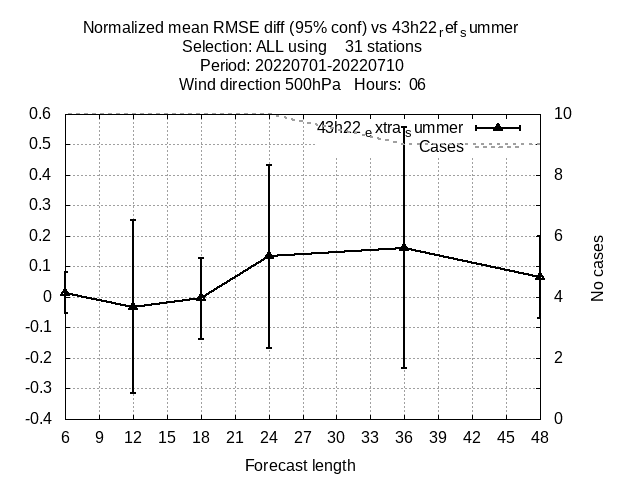 Normalized mean RMSE diff (95% conf) vs 43h22ᵣefₛummer
Selection: ALL using 31 stations
Period: 20220701-20220710
Wind direction 500hPa Hours: 06
0.6 10
43h22ₑxtraₛummer
Cases
0.5
0.4 8
0.3
0.2 6
0.1
0 4
-0.1
-0.2 2
-0.3
-0.4 0
No cases
6 9 12 15 18 21 24 27 30 33 36 39 42 45 48
Forecast length